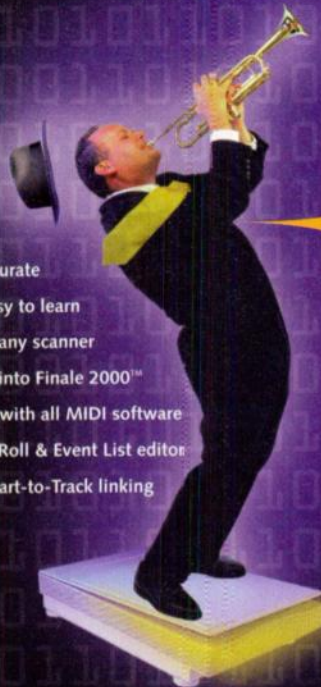 urate
sy to learn
any scanner
into Finale 2000™
with all MIDI software
Roll & Event List editor
art-to-Track linking